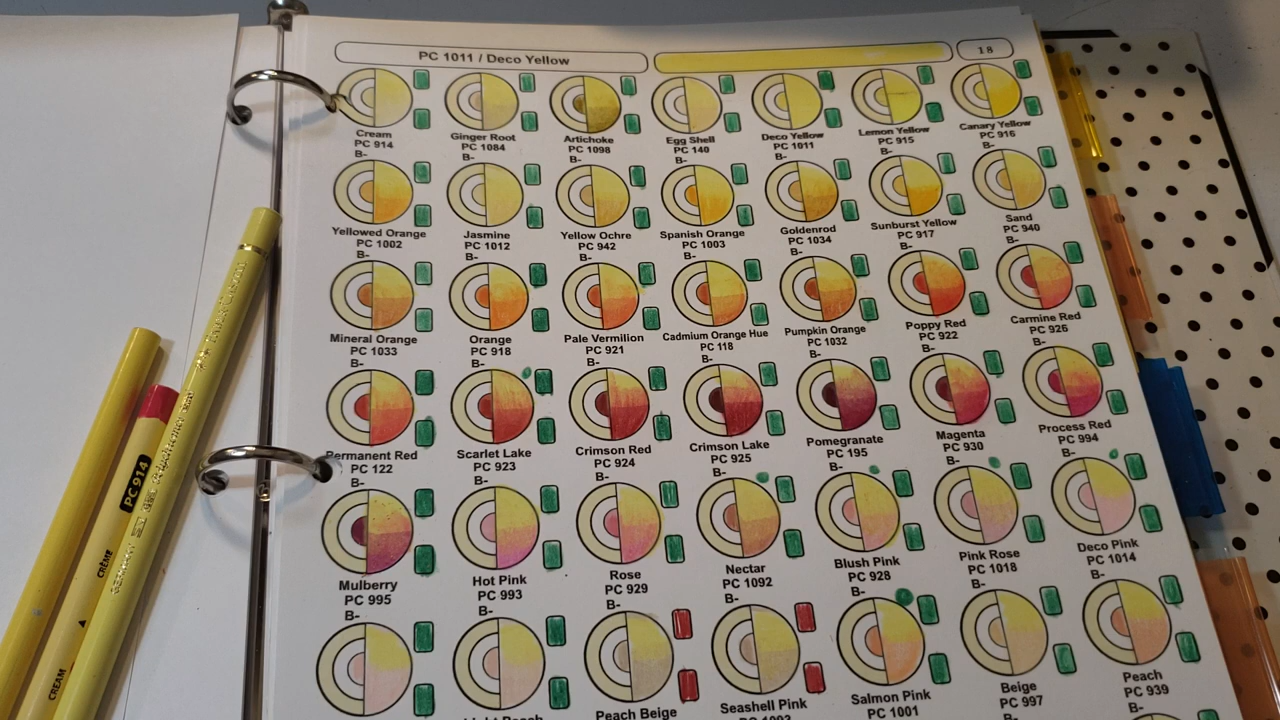 PC 1011 / Deco Yellow
18
Cream
PC 914
B-
Ginger Root
PC 1084
B-
Artichoke
PC 1098
B-
Egg Shell
PC 140
B-
Deco Yellow
PC 1011
B-
Lemon Yellow
PC 915
B-
Canary Yellow
PC 916
B-
Yellowed Orange
PC 1002
B-
Jasmine
PC 1012
B-
Yellow Ochre
PC 942
B-
Spanish Orange
PC 1003
B-
Goldenrod
PC 1034
B-
Sunburst Yellow
PC 917
B-
Sand
PC 940
B-
Mineral Orange
PC 1033
B-
Orange
PC 918
B-
Pale Vermilion
PC 921
B-
Cadmium Orange Hue
PC 118
B-
Pumpkin Orange
PC 1032
B-
Poppy Red
PC 922
B-
Carmine Red
PC 926
B-
Permanent Red
PC 122
B-
Scarlet Lake
PC 923
B-
Crimson Red
PC 924
B-
Crimson Lake
PC 925
B-
Pomegranate
PC 195
B-
Magenta
PC 930
B-
Process Red
PC 994
B-
Mulberry
PC 995
B-
Hot Pink
PC 993
B-
Rose
PC 929
B-
Nectar
PC 1092
B-
Blush Pink
PC 928
B-
Pink Rose
PC 1018
B-
Deco Pink
PC 1014
B-
Peach Beige
Seashell Pink
Salmon Pink
PC 1001
Beige
PC 997
B-
Peach
PC 939
B-
PC 914
CRÈME
CREAM
GERMANY